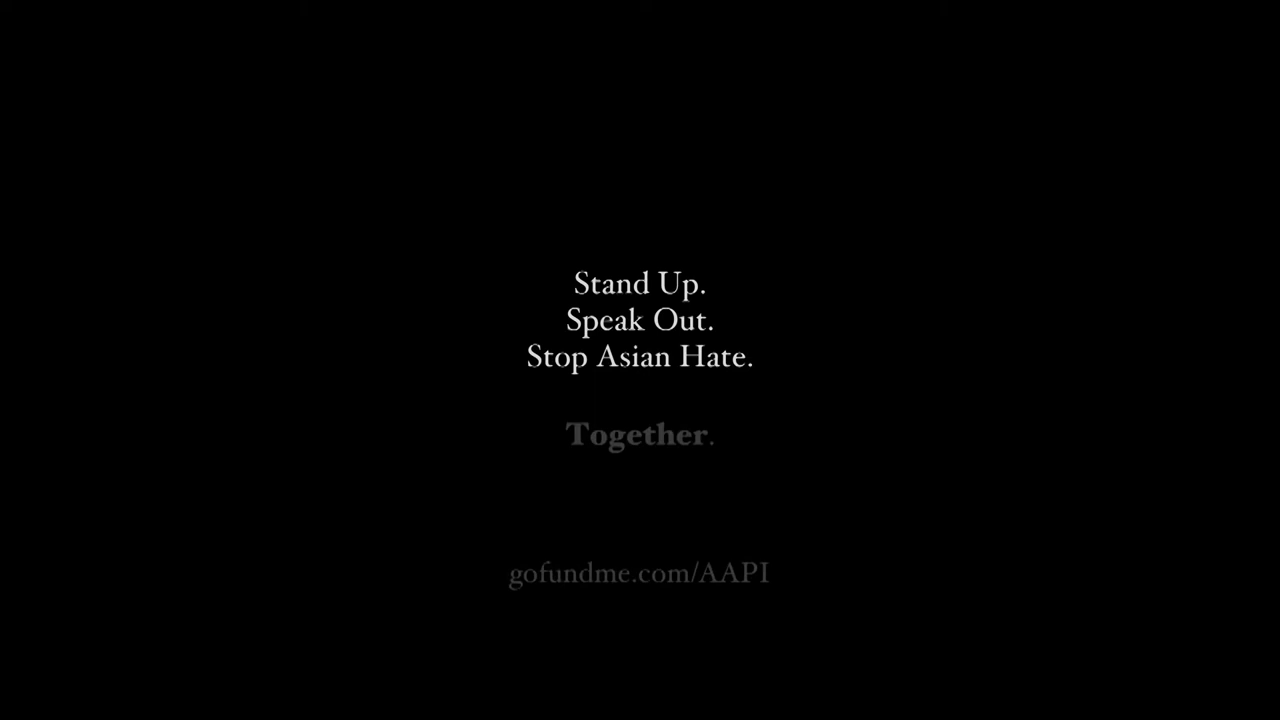 Stand Up.
Speak Out.
Stop Asian Hate.
Together.
gofundme.com/AAPI